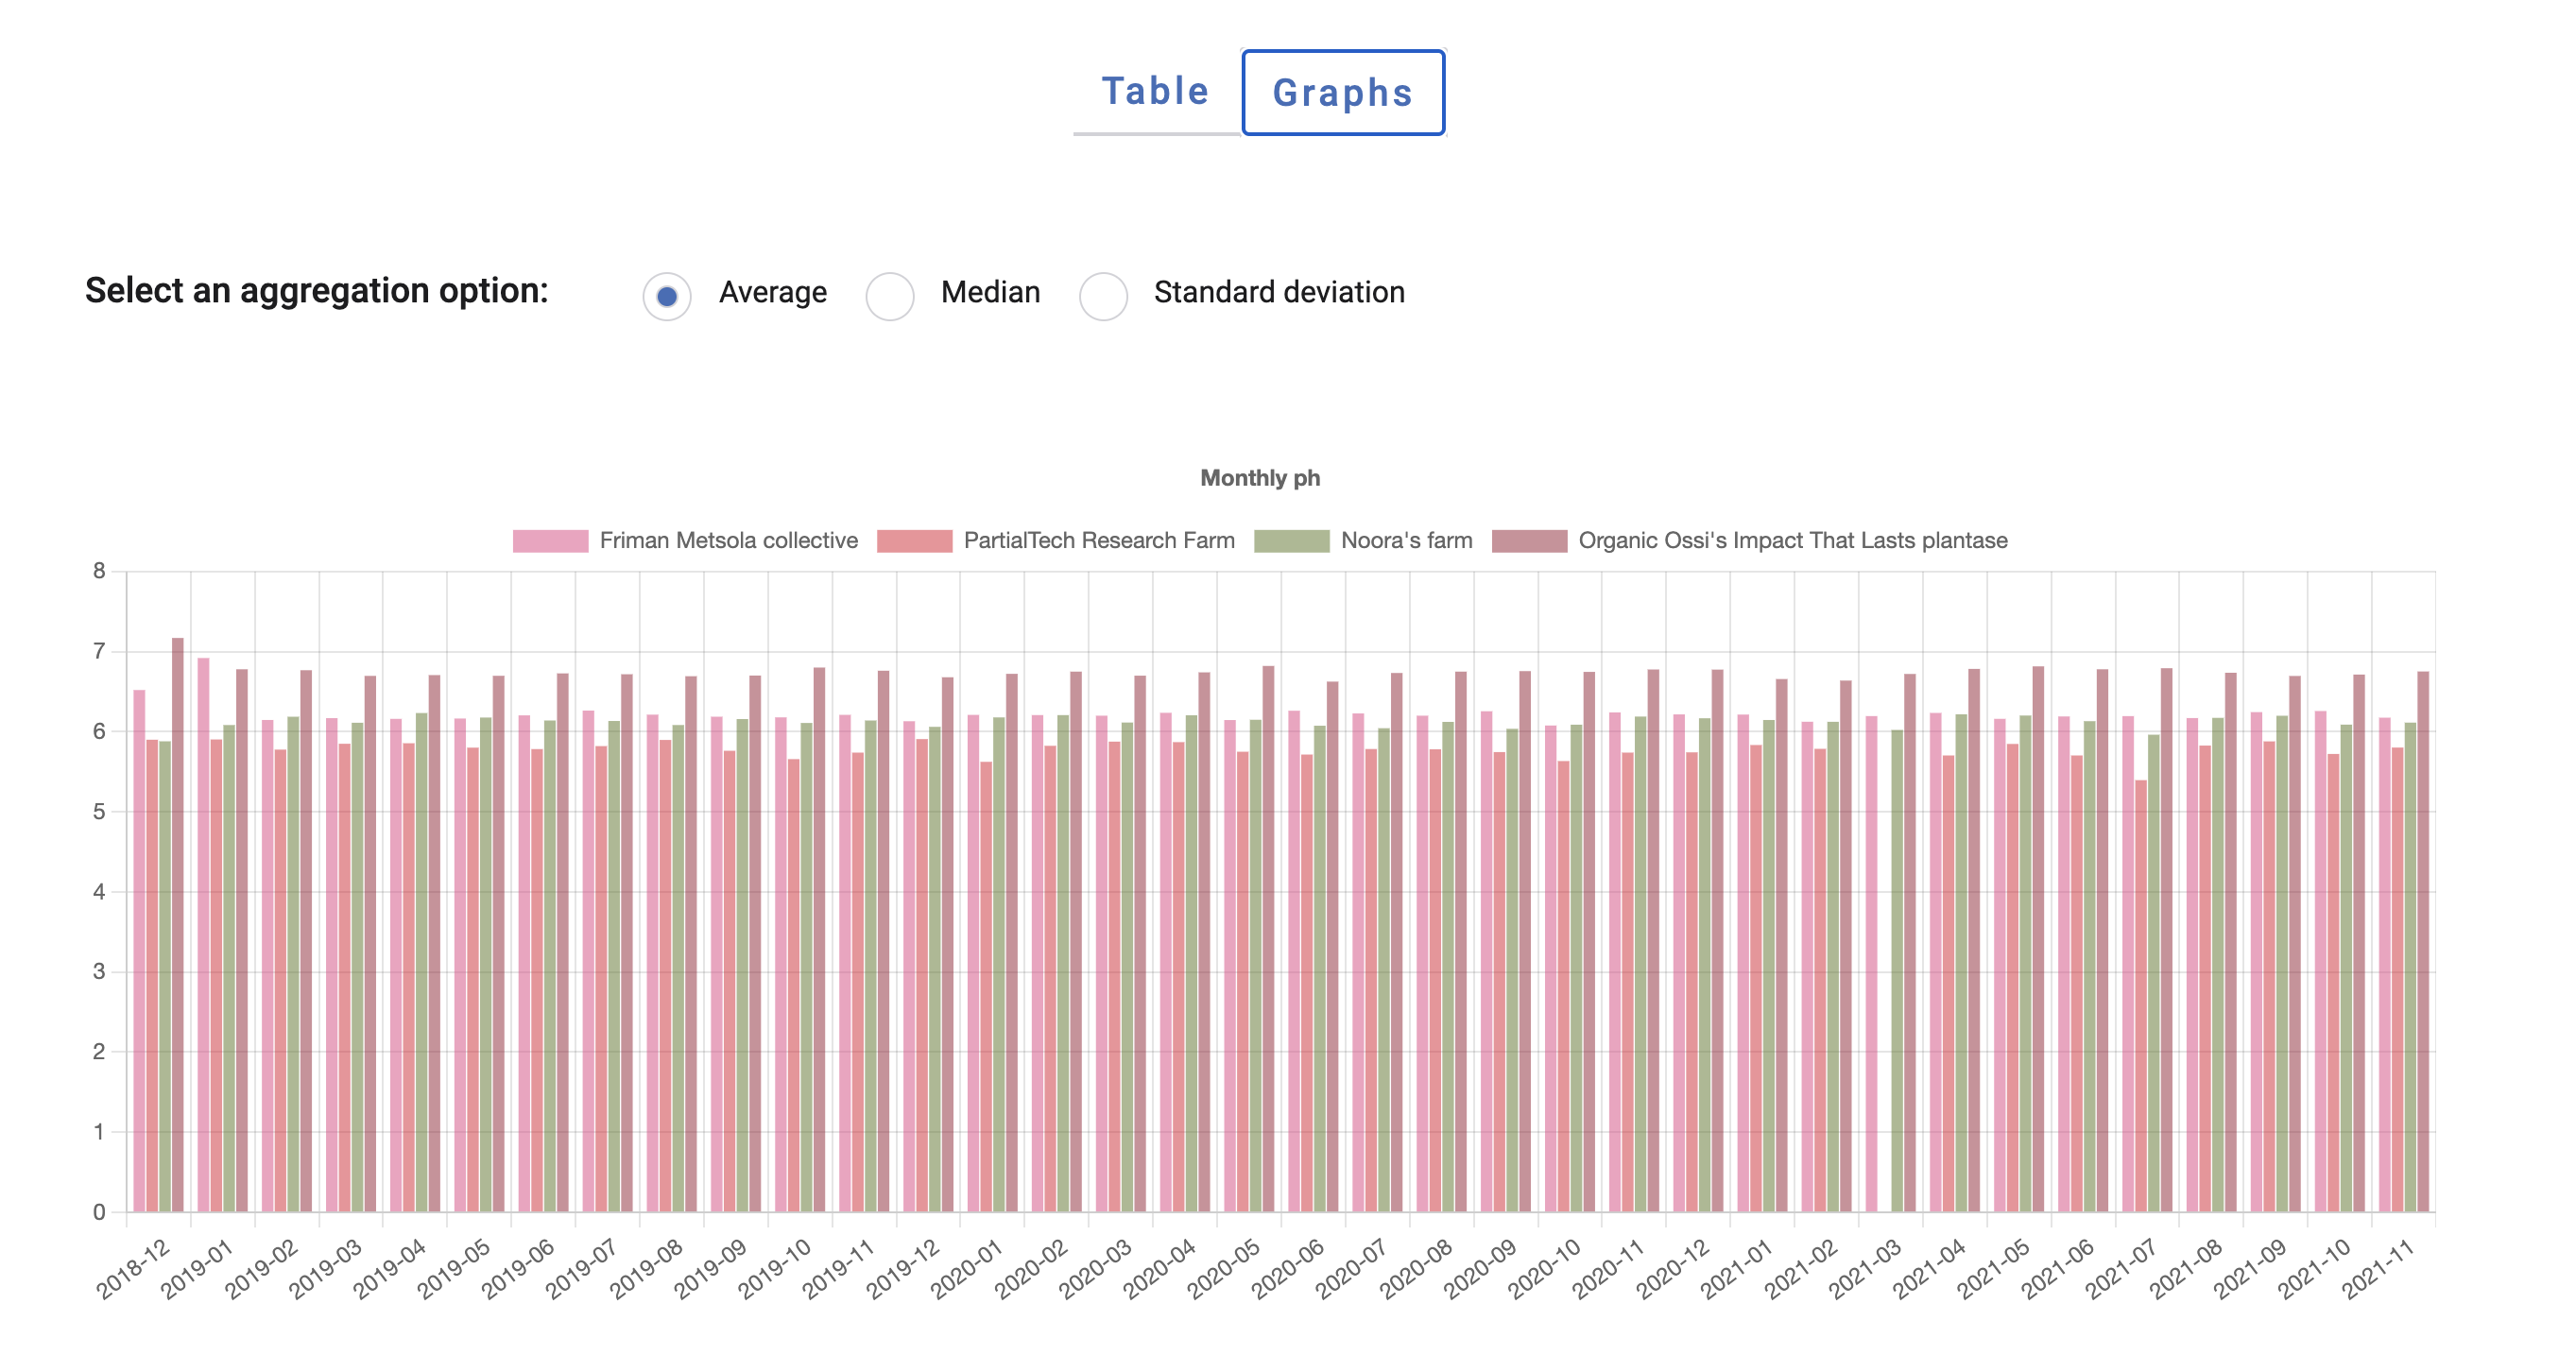 Table Graphs
Select an aggregation option: Average Median Standard deviation
Monthly ph
Friman Metsola collective PartialTech Research Farm Noora's farm Organic Ossi's Impact That Lasts plantase
8
7
6
5
4
3
2
1
0
2018-12 2019-01 2019-02 2019-03 2019-04 2019-05 2019-06 2019-07 2019-08 2019-09 2019-10 2019-11 2019-12 2020-01 2020-02 2020-03 2020-04 2020-05 2020-06 2020-07 2020-08 2020-09 2020-10 2020-11 2020-12 2021-01 2021-02 2021-03 2021-04 2021-05 2021-06 2021-07 2021-08 2021-09 2021-10 2021-11